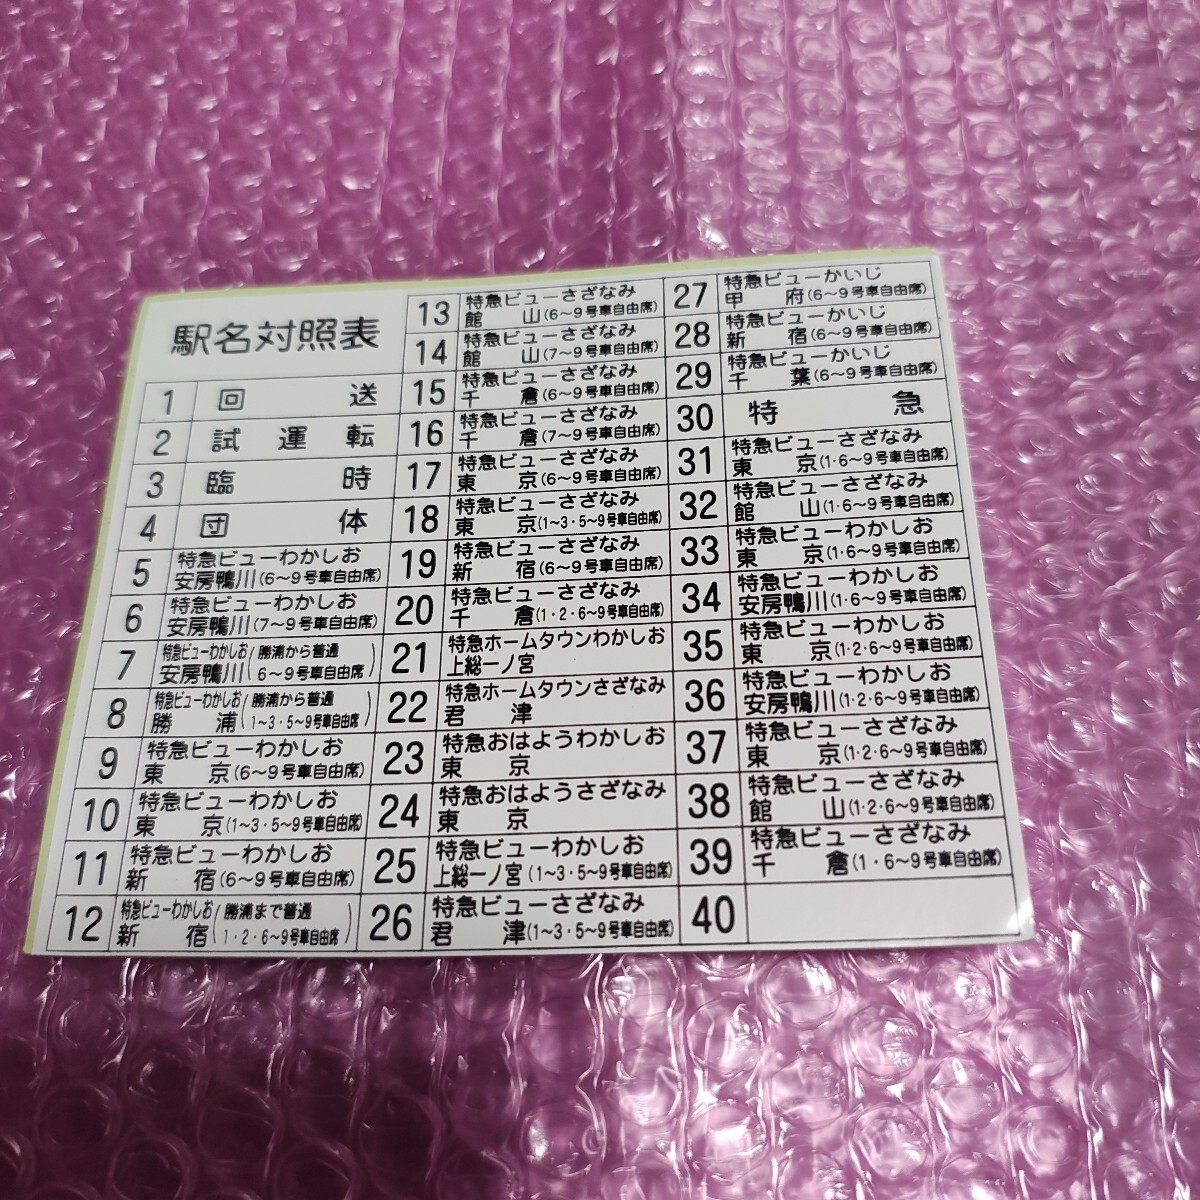 駅名対照表
1 回 送
2 試 運 転
3 臨 時
4 団 体
5 特急ビューわかしお
安房鴨川(6〜9号車自由席)
6 特急ビューわかしお
安房鴨川(7〜9号車自由席)
7 特急ビューわかしお(勝浦から普通
安房鴨川 6〜9号車自由席)
8 特急ビューわかしお(勝浦から普通
勝 浦 1〜3・5〜9号車自由席)
9 特急ビューわかしお
東 京(6〜9号車自由席)
10 特急ビューわかしお
東 京(1〜3・5〜9号車自由席)
11 特急ビューわかしお
新 宿(6〜9号車自由席)
12 特急ビューわかしお(勝浦まで普通
新 宿 1・2・6〜9号車自由席)
13 特急ビューさざなみ
館 山(6〜9号車自由席)
14 特急ビューさざなみ
館 山(7〜9号車自由席)
15 特急ビューさざなみ
千 倉(6〜9号車自由席)
16 特急ビューさざなみ
千 倉(7〜9号車自由席)
17 特急ビューさざなみ
東 京(6〜9号車自由席)
18 特急ビューさざなみ
東 京(1〜3・5〜9号車自由席)
19 特急ビューさざなみ
新 宿(6〜9号車自由席)
20 特急ビューさざなみ
千 倉(1・2・6〜9号車自由席)
21 特急ホームタウンわかしお
上総一ノ宮
22 特急ホームタウンさざなみ
君 津
23 特急おはようわかしお
東 京
24 特急おはようさざなみ
東 京
25 特急ビューわかしお
上総一ノ宮(1〜3・5〜9号車自由席)
26 特急ビューさざなみ
君 津(1〜3・5〜9号車自由席)
27 特急ビューかいじ
甲 府(6〜9号車自由席)
28 特急ビューかいじ
新 宿(6〜9号車自由席)
29 特急ビューかいじ
千 葉(6〜9号車自由席)
30 特 急
31 特急ビューさざなみ
東 京(1・6〜9号車自由席)
32 特急ビューさざなみ
館 山(1・6〜9号車自由席)
33 特急ビューわかしお
東 京(1・6〜9号車自由席)
34 特急ビューわかしお
安房鴨川(1・6〜9号車自由席)
35 特急ビューわかしお
東 京(1・2・6〜9号車自由席)
36 特急ビューわかしお
安房鴨川(1・2・6〜9号車自由席)
37 特急ビューさざなみ
東 京(1・2・6〜9号車自由席)
38 特急ビューさざなみ
館 山(1・2・6〜9号車自由席)
39 特急ビューさざなみ
千 倉(1・6〜9号車自由席)
40